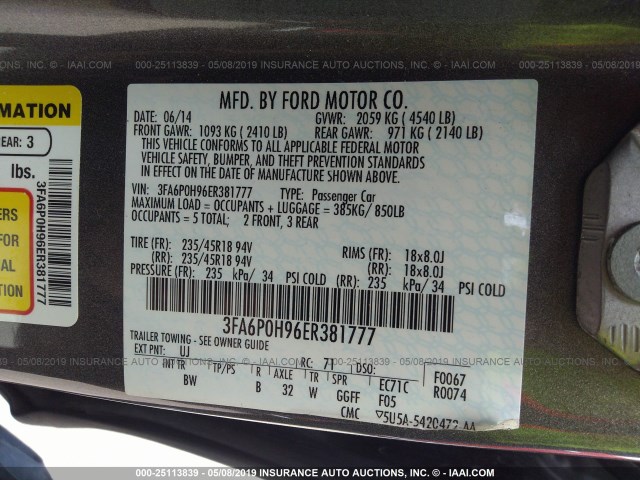 000-25113839 - 05/08/2019 INSURANCE AUTO AUCTIONS - © IAAI.COM
MFD. BY FORD MOTOR CO.
DATE: 06/14 GVWR: 2059 KG ( 4540 LB)
FRONT GAWR: 1093 KG ( 2410 LB) REAR GAWR: 971 KG ( 2140 LB)
THIS VEHICLE CONFORMS TO ALL APPLICABLE FEDERAL MOTOR
VEHICLE SAFETY, BUMPER, AND THEFT PREVENTION STANDARDS
IN EFFECT ON THE DATE OF MANUFACTURE SHOWN ABOVE.
VIN: 3FA6P0H96ER381777 TYPE: Passenger Car
MAXIMUM LOAD = OCCUPANTS + LUGGAGE = 385KG/ 850LB
OCCUPANTS = 5 TOTAL; 2 FRONT, 3 REAR
TIRE (FR): 235/45R18 94V RIMS (FR): 18x8.0J
(RR): 235/45R18 94V (RR): 18x8.0J
PRESSURE (FR): 235 kPa/ 34 PSI COLD (RR): 235 kPa/ 34 PSI COLD
3FA6P0H96ER381777
TRAILER TOWING - SEE OWNER GUIDE
EXT PNT: UJ RC: 71 DSO: F0067
INT TR TP/PS R AXLE TR SPR EC71C R0074
BW B 32 W GGFF F05
CMC ▽5U5A-5420472-AA
RMATION
EAR: 3
lbs.
ERS
FOR
ION
3FA6P0H96ER381777